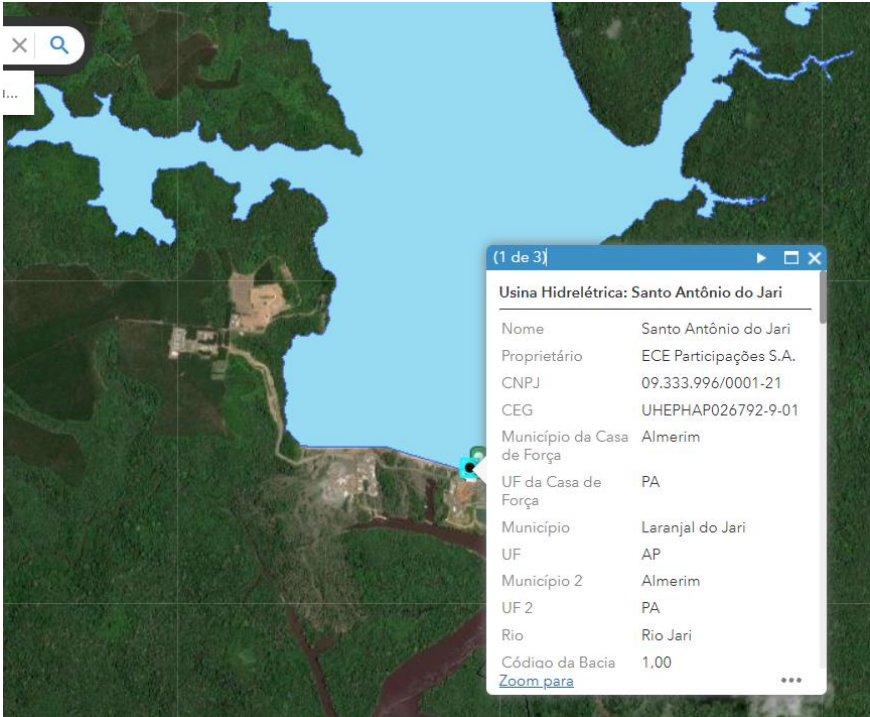 (1 de 3)
Usina Hidrelétrica: Santo Antônio do Jari
Nome Santo Antônio do Jari
Proprietário ECE Participações S.A.
CNPJ 09.333.996/0001-21
CEG UHEPHAP026792-9-01
Município da Casa de Força Almerim
UF da Casa de Força PA
Município Laranjal do Jari
UF AP
Município 2 Almerim
UF 2 PA
Rio Rio Jari
Código da Bacia 1,00
Zoom para